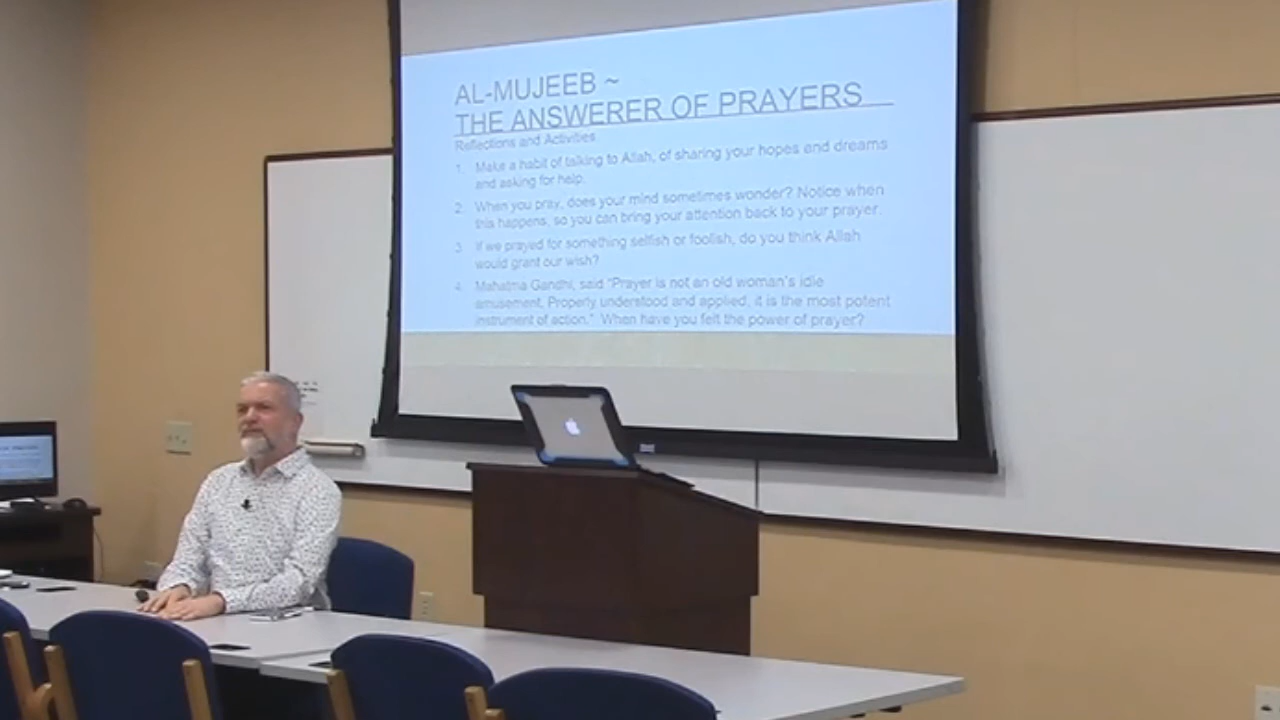 AL-MUJEEB ~
THE ANSWERER OF PRAYERS
Reflections and Activities
1. Make a habit of talking to Allah, of sharing your hopes and dreams
and asking for help.
2. When you pray, does your mind sometimes wonder? Notice when
this happens, so you can bring your attention back to your prayer.
3. If we prayed for something selfish or foolish, do you think Allah
would grant our wish?
4. Mahatma Gandhi, said "Prayer is not an old woman's idle
amusement. Properly understood and applied, it is the most potent
instrument of action." When have you felt the power of prayer?